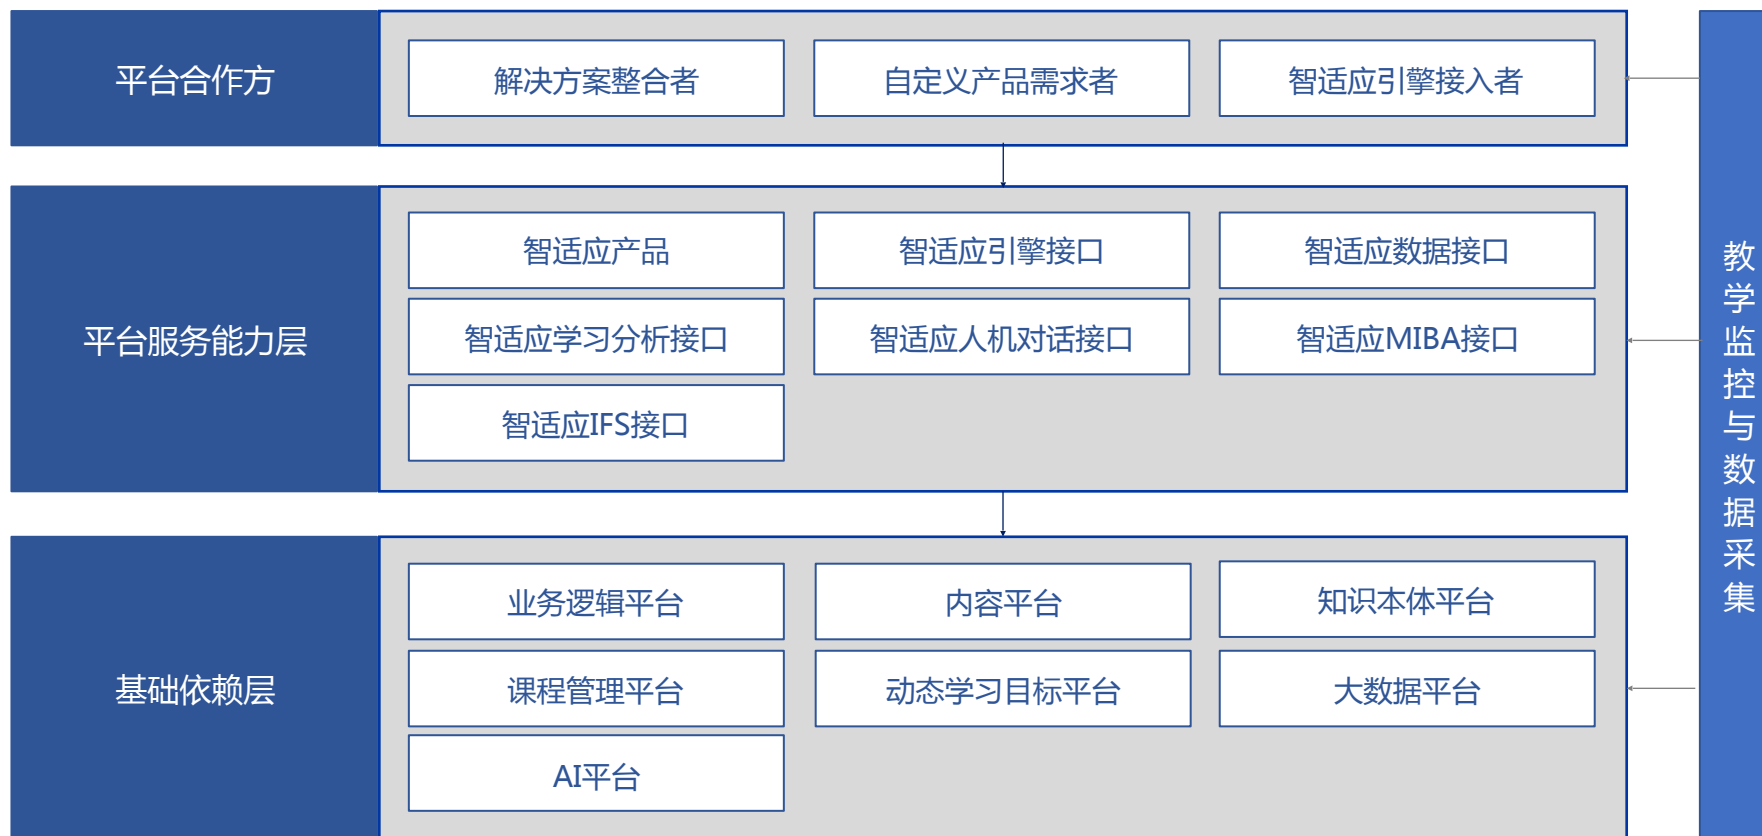 平台合作方
解决方案整合者
自定义产品需求者
智适应引擎接入者
平台服务能力层
智适应产品
智适应引擎接口
智适应数据接口
智适应学习分析接口
智适应人机对话接口
智适应MIBA接口
智适应IFS接口
基础依赖层
业务逻辑平台
内容平台
知识本体平台
课程管理平台
动态学习目标平台
大数据平台
AI平台
教学监控与数据采集